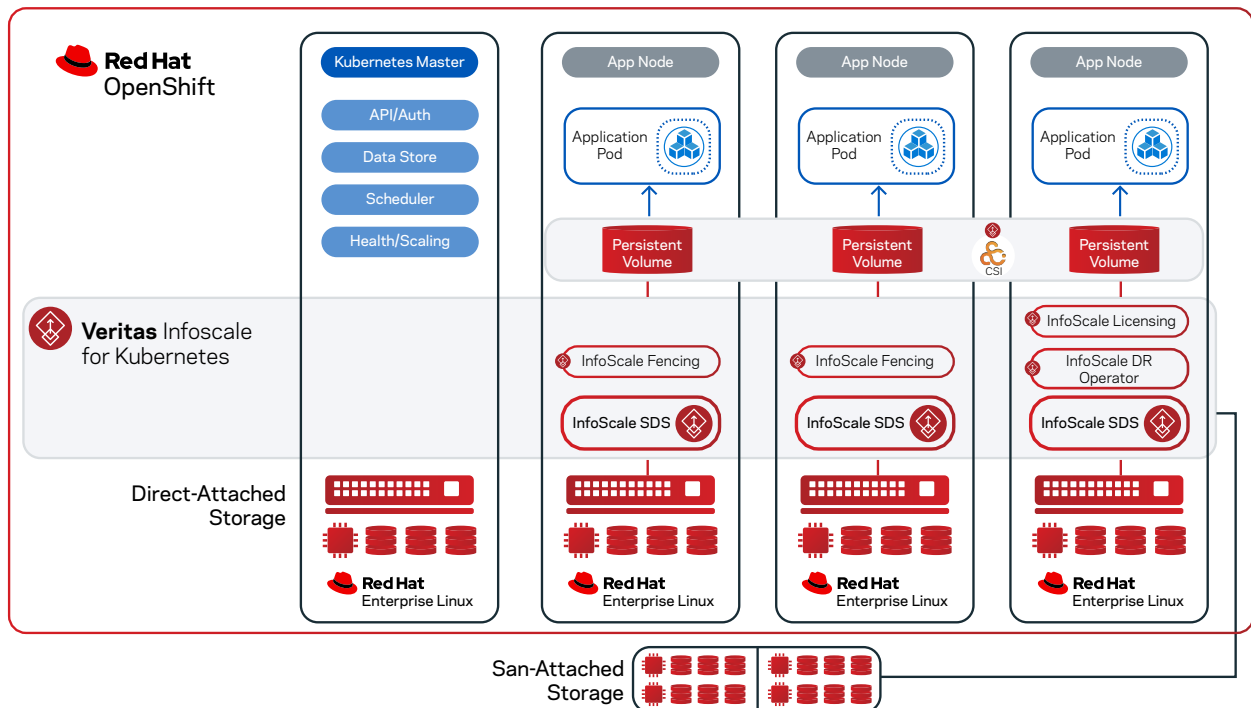 Red Hat
OpenShift
Kubernetes Master
API/Auth
Data Store
Scheduler
Health/Scaling
App Node
App Node
App Node
Application
Pod
Application
Pod
Application
Pod
Persistent
Volume
Persistent
Volume
CSI
Persistent
Volume
Veritas Infoscale
for Kubernetes
InfoScale Fencing
InfoScale SDS
InfoScale Fencing
InfoScale SDS
InfoScale Licensing
InfoScale DR
Operator
InfoScale SDS
Direct-Attached
Storage
Red Hat
Enterprise Linux
Red Hat
Enterprise Linux
Red Hat
Enterprise Linux
Red Hat
Enterprise Linux
San-Attached
Storage